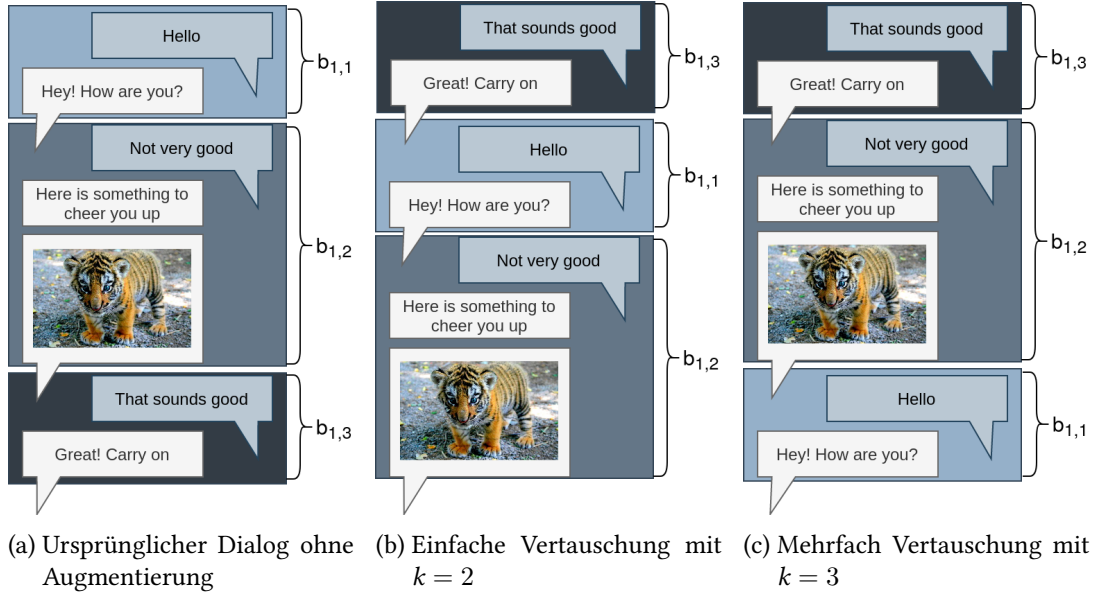 Hello
Hey! How are you?
b1,1
Not very good
Here is something to
cheer you up
b1,2
That sounds good
Great! Carry on
b1,3
(a) Ursprünglicher Dialog ohne
Augmentierung
That sounds good
Great! Carry on
b1,3
Hello
Hey! How are you?
b1,1
Not very good
Here is something to
cheer you up
b1,2
(b) Einfache Vertauschung mit
k = 2
That sounds good
Great! Carry on
b1,3
Not very good
Here is something to
cheer you up
b1,2
Hello
Hey! How are you?
b1,1
(c) Mehrfach Vertauschung mit
k = 3